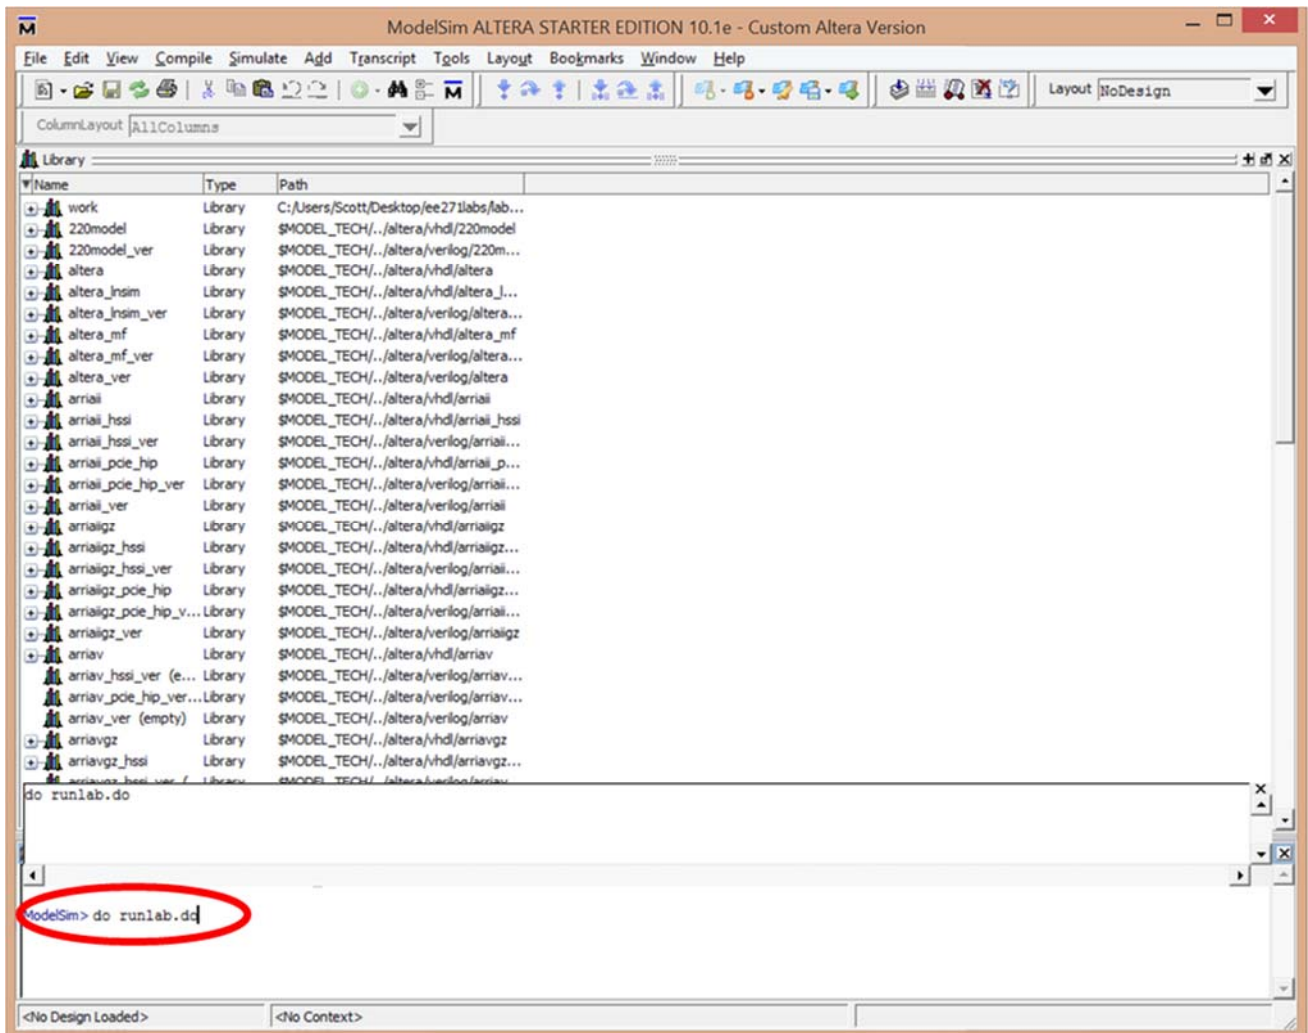 ModelSim ALTERA STARTER EDITION 10.1e - Custom Altera Version
File Edit View Compile Simulate Add Transcript Tools Layout Bookmarks Window Help
Layout NoDesign
ColumnLayout AllColumns
Library
Name Type Path
work Library C:/Users/Scott/Desktop/ee271labs/lab...
220model Library $MODEL_TECH/../altera/vhdl/220model
220model_ver Library $MODEL_TECH/../altera/verilog/220m...
altera Library $MODEL_TECH/../altera/vhdl/altera
altera_lnsim Library $MODEL_TECH/../altera/vhdl/altera_l...
altera_lnsim_ver Library $MODEL_TECH/../altera/verilog/altera...
altera_mf Library $MODEL_TECH/../altera/vhdl/altera_mf
altera_mf_ver Library $MODEL_TECH/../altera/verilog/altera...
altera_ver Library $MODEL_TECH/../altera/verilog/altera
arriaii Library $MODEL_TECH/../altera/vhdl/arriaii
arriaii_hssi Library $MODEL_TECH/../altera/vhdl/arriaii_hssi
arriaii_hssi_ver Library $MODEL_TECH/../altera/verilog/arriaii...
arriaii_pcie_hip Library $MODEL_TECH/../altera/vhdl/arriaii_p...
arriaii_pcie_hip_ver Library $MODEL_TECH/../altera/verilog/arriaii...
arriaii_ver Library $MODEL_TECH/../altera/verilog/arriaii
arriaiigz Library $MODEL_TECH/../altera/vhdl/arriaiigz
arriaiigz_hssi Library $MODEL_TECH/../altera/vhdl/arriaiigz...
arriaiigz_hssi_ver Library $MODEL_TECH/../altera/verilog/arriaii...
arriaiigz_pcie_hip Library $MODEL_TECH/../altera/vhdl/arriaiigz...
arriaiigz_pcie_hip_v... Library $MODEL_TECH/../altera/verilog/arriaii...
arriaiigz_ver Library $MODEL_TECH/../altera/verilog/arriaiigz
arriav Library $MODEL_TECH/../altera/vhdl/arriav
arriav_hssi_ver (e... Library $MODEL_TECH/../altera/verilog/arriav...
arriav_pcie_hip_ver... Library $MODEL_TECH/../altera/verilog/arriav...
arriav_ver (empty) Library $MODEL_TECH/../altera/verilog/arriav
arriavgz Library $MODEL_TECH/../altera/vhdl/arriavgz
arriavgz_hssi Library $MODEL_TECH/../altera/vhdl/arriavgz...
arriavgz_hssi_ver ( Library $MODEL_TECH/../altera/verilog/arriav
do runlab.do
ModelSim> do runlab.do
<No Design Loaded> <No Context>